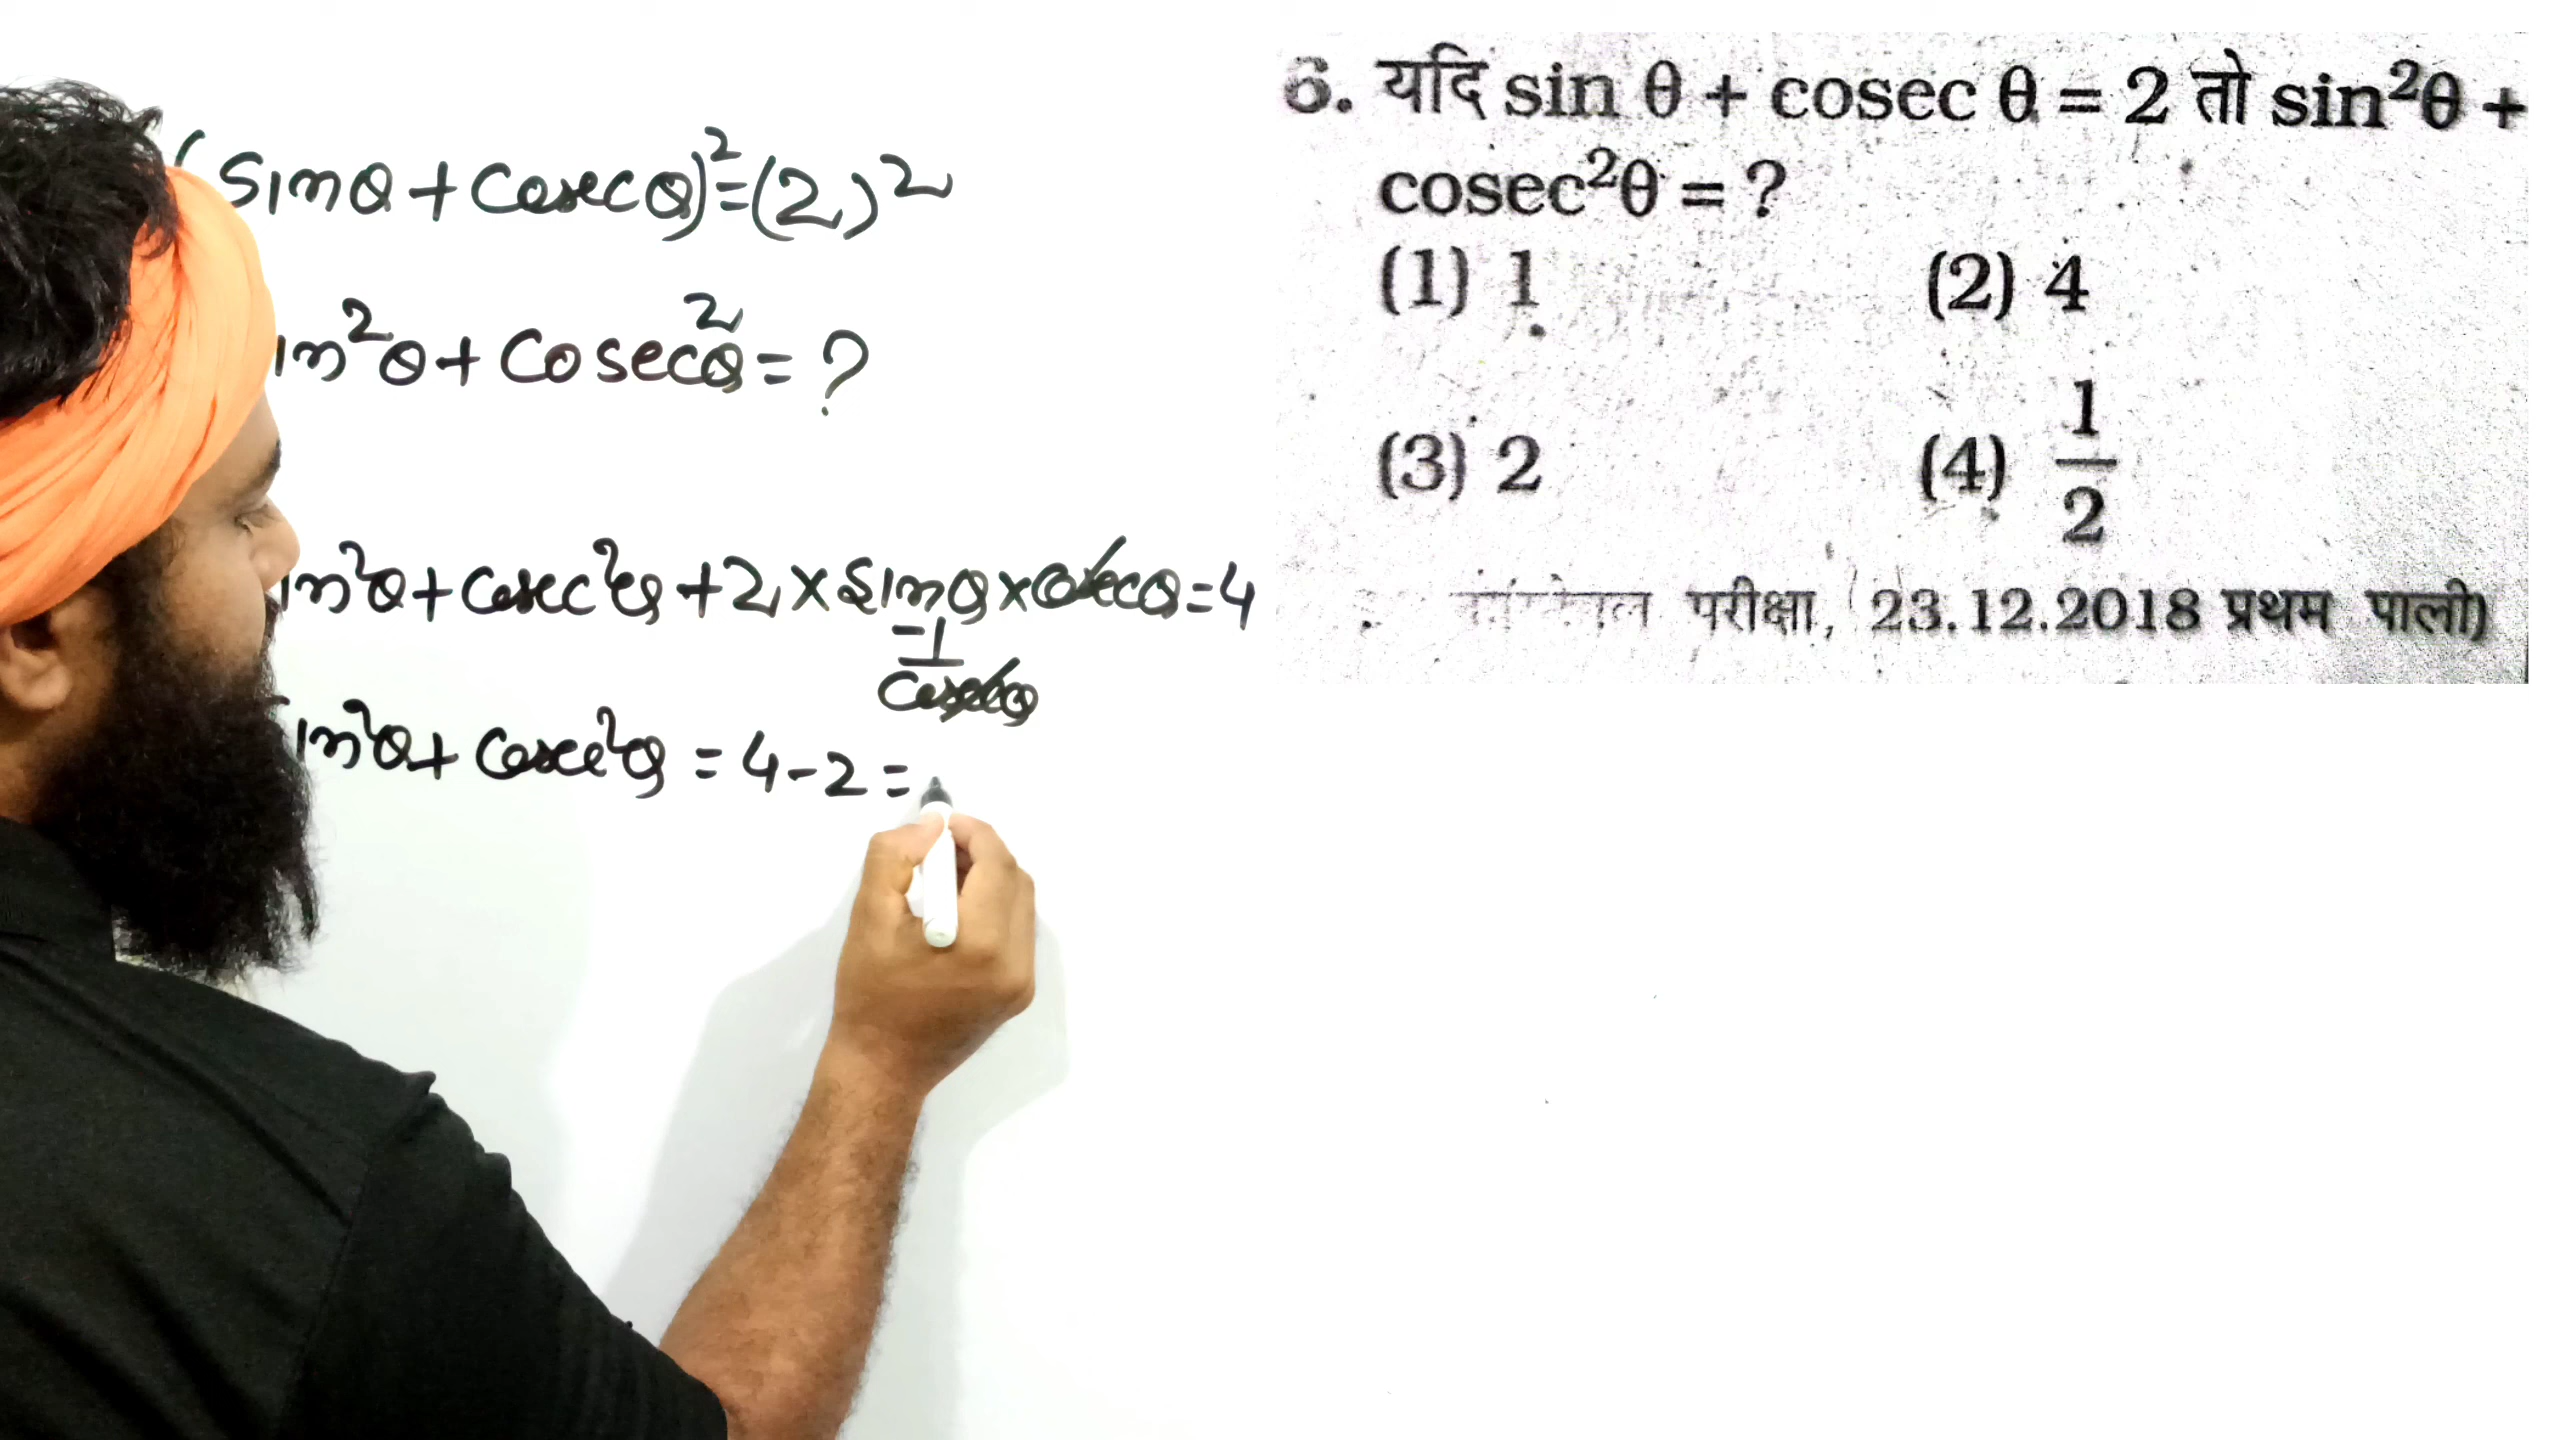 (sinθ + cosecθ)² = (2)²
in²θ + cosec²θ = ?
in²θ + cosec²θ + 2 × sinθ × cosecθ = 4
1
cosecθ
in²θ + cosec²θ = 4 - 2 =
6. यदि sin θ + cosec θ = 2 तो sin²θ +
cosec²θ = ?
(1) 1 (2) 4
(3) 2 (4) 1/2
परीक्षा, 23.12.2018 प्रथम पाली)